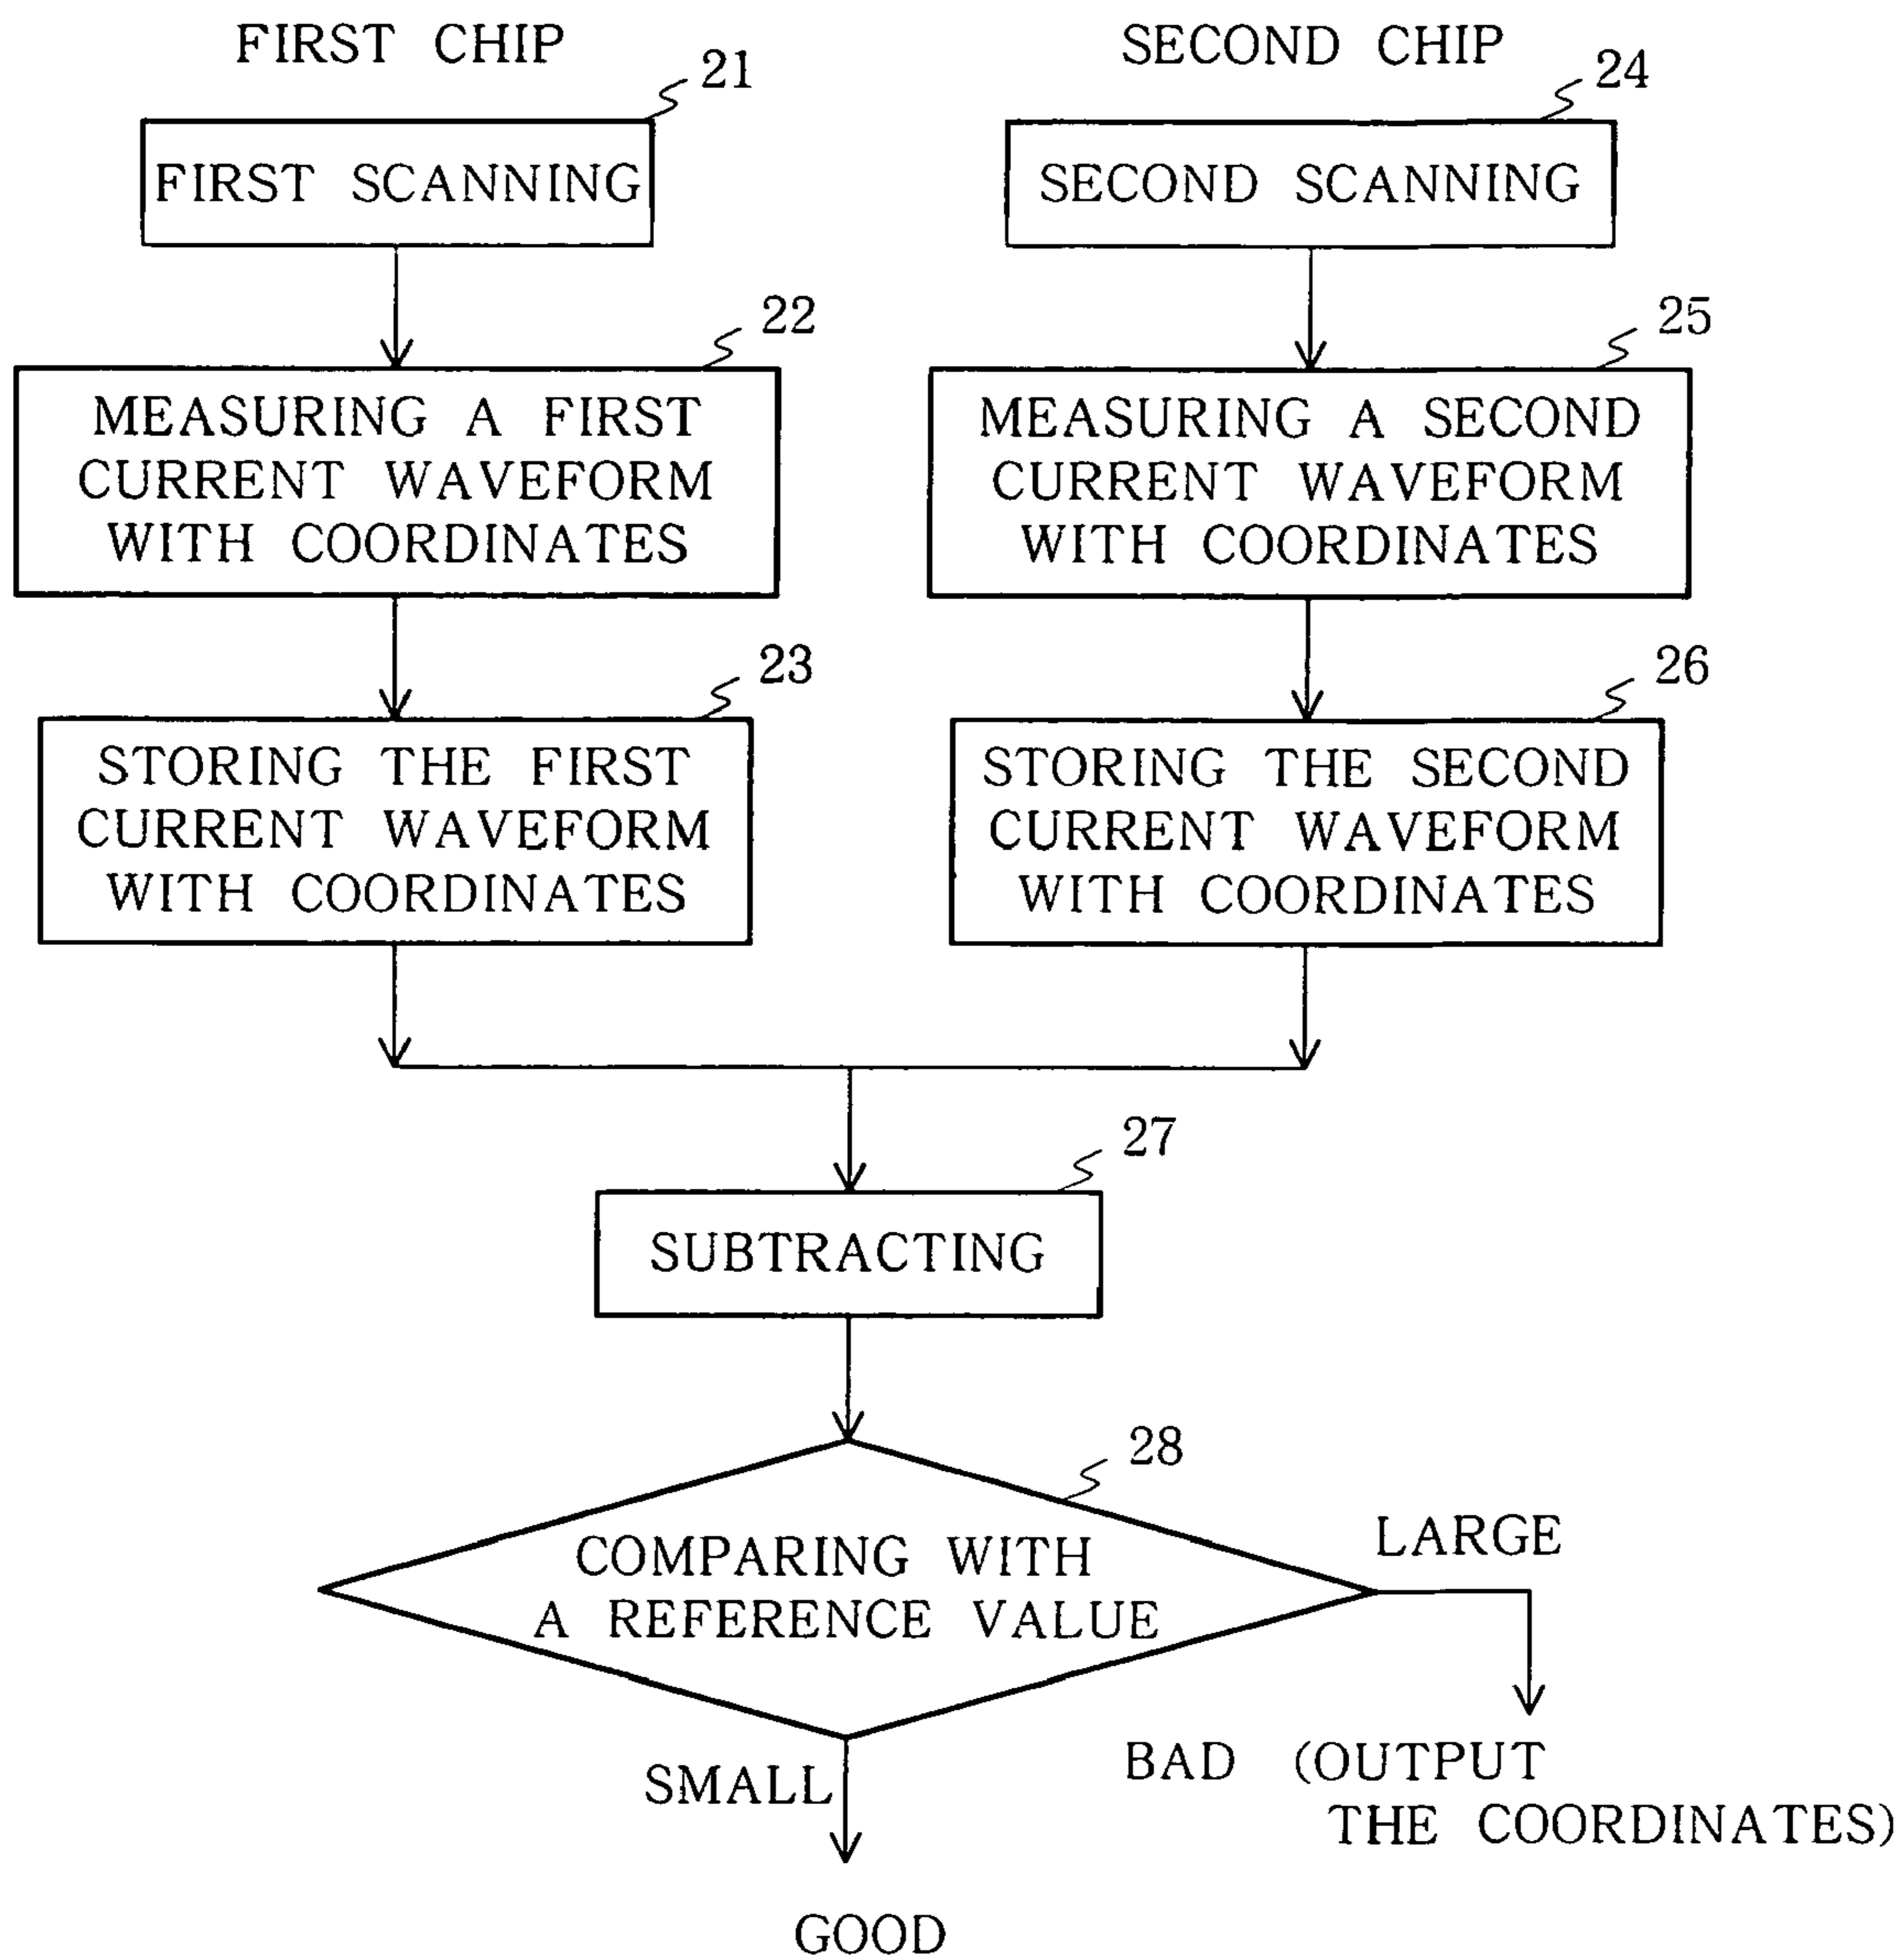 FIRST CHIP
21
FIRST SCANNING
22
MEASURING A FIRST
CURRENT WAVEFORM
WITH COORDINATES
23
STORING THE FIRST
CURRENT WAVEFORM
WITH COORDINATES
SECOND CHIP
24
SECOND SCANNING
25
MEASURING A SECOND
CURRENT WAVEFORM
WITH COORDINATES
26
STORING THE SECOND
CURRENT WAVEFORM
WITH COORDINATES
27
SUBTRACTING
28
COMPARING WITH
A REFERENCE VALUE
LARGE
BAD (OUTPUT
THE COORDINATES)
SMALL
GOOD